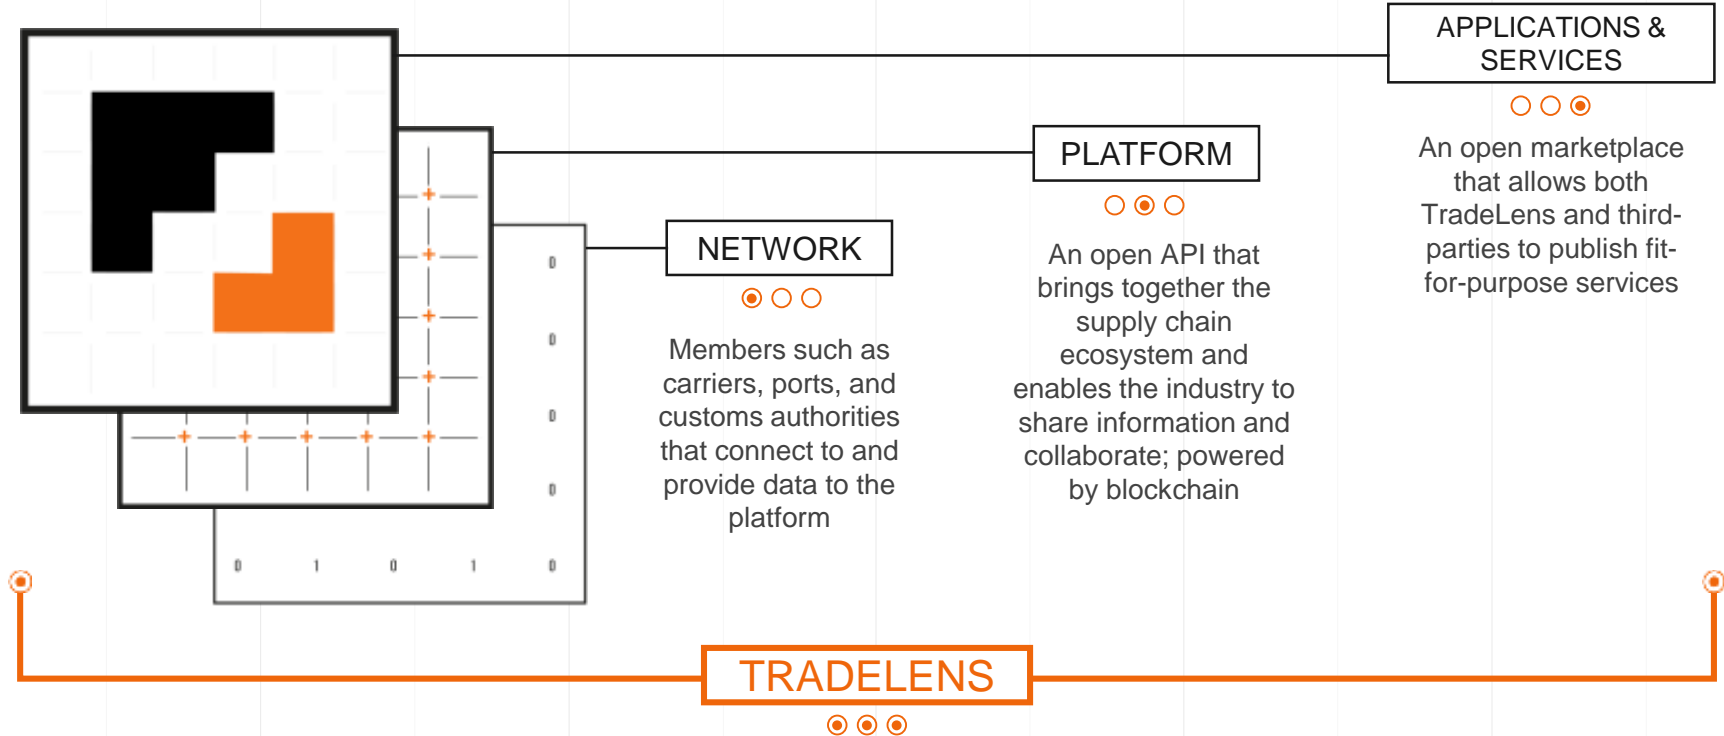 APPLICATIONS &
SERVICES
An open marketplace
that allows both
TradeLens and third-
parties to publish fit-
for-purpose services
PLATFORM
An open API that
brings together the
supply chain
ecosystem and
enables the industry to
share information and
collaborate; powered
by blockchain
NETWORK
Members such as
carriers, ports, and
customs authorities
that connect to and
provide data to the
platform
0
0
0
0
0 1 0 1 0
TRADELENS